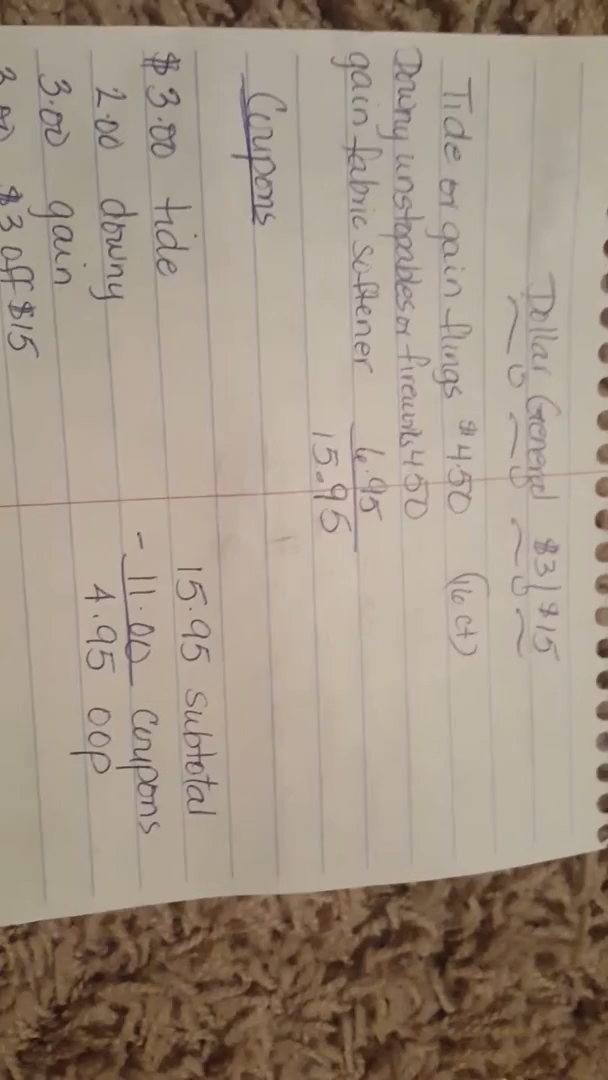 Dollar General $3|$15
Tide or gain flings $4.50 (16 ct)
Downy unstopables or fireworks 4.50
gain fabric softener 6.95
15.95
Coupons
$3.00 tide
2.00 downy
3.00 gain
3.00 $3 off $15
15.95 subtotal
- 11.00 Coupons
4.95 OOP